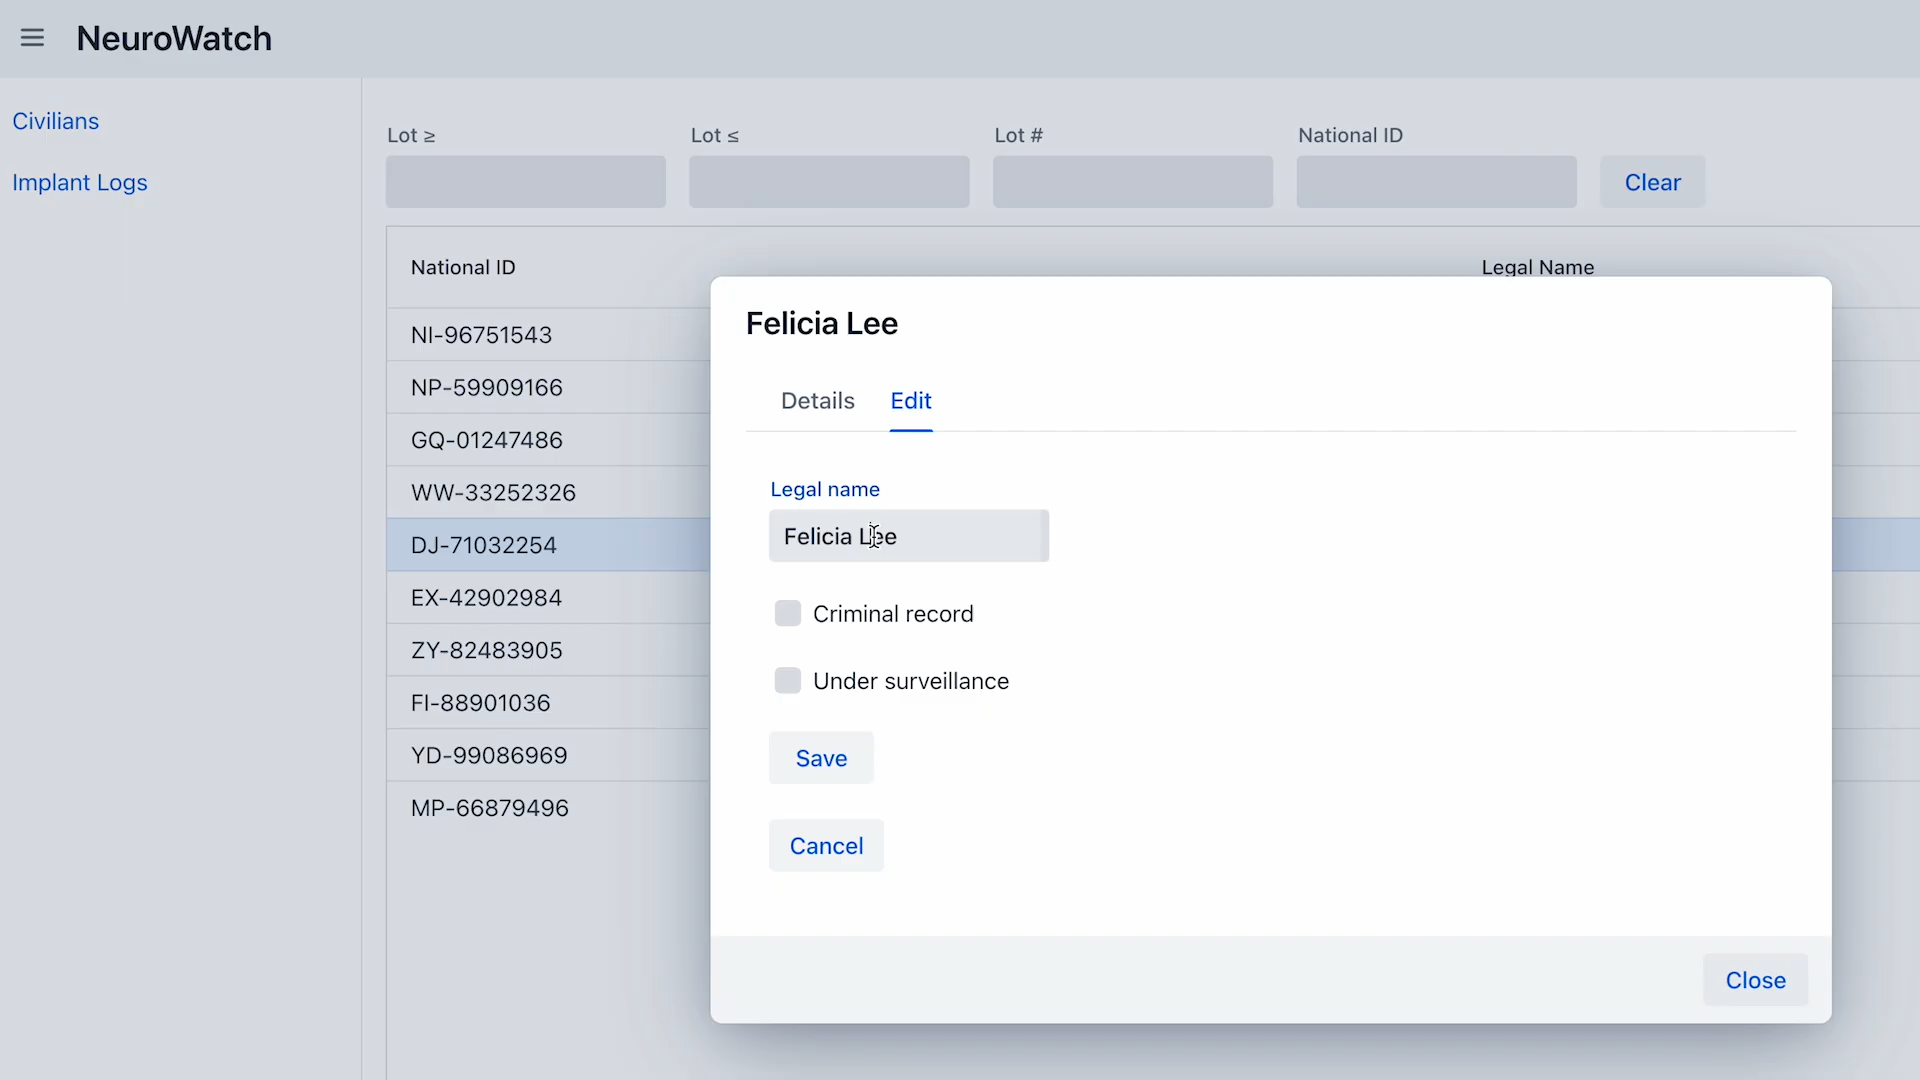 NeuroWatch
Civilians
Implant Logs
Lot ≥
Lot ≤
Lot #
National ID
Clear
National ID
Legal Name
NI-96751543
NP-59909166
GQ-01247486
WW-33252326
DJ-71032254
EX-42902984
ZY-82483905
FI-88901036
YD-99086969
MP-66879496
Felicia Lee
Details
Edit
Legal name
Felicia Lee
Criminal record
Under surveillance
Save
Cancel
Close